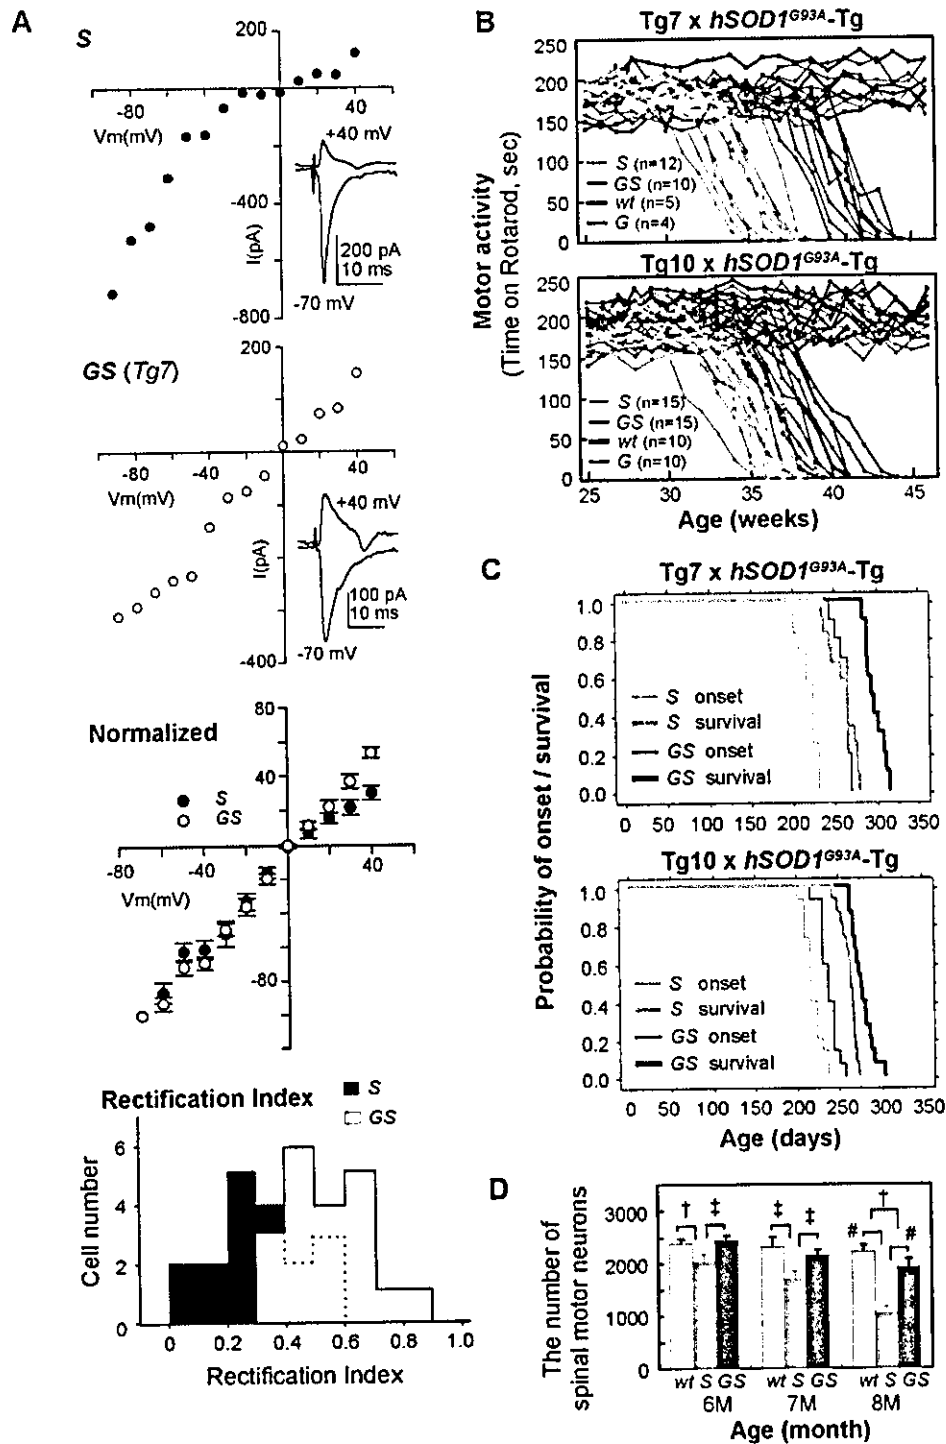 A
S
200
-80
40
Vm(mV)
+40 mV
-400
I(pA)
200 pA
10 ms
-70 mV
-800
GS (Tg7)
200
-80
-40
40
Vm(mV)
+40 mV
I(pA)
100 pA
10 ms
-70 mV
-400
Normalized
80
40
S
GS
-80
-40
40
Vm(mV)
-80
Rectification Index
S
GS
Cell number
6
4
2
0
0
0.2
0.4
0.6
0.8
1.0
Rectification Index
B
Tg7 x hSOD1G93A-Tg
Motor activity
(Time on Rotarod, sec)
250
200
150
100
50
0
S (n=12)
GS (n=10)
wt (n=5)
G (n=4)
Tg10 x hSOD1G93A-Tg
250
200
150
100
50
0
S (n=15)
GS (n=15)
wt (n=10)
G (n=10)
25
30
35
40
45
Age (weeks)
C
Tg7 x hSOD1G93A-Tg
Probability of onset / survival
1.0
0.8
0.6
0.4
0.2
0.0
S onset
S survival
GS onset
GS survival
0 50 100 150 200 250 300 350
Tg10 x hSOD1G93A-Tg
1.0
0.8
0.6
0.4
0.2
0.0
S onset
S survival
GS onset
GS survival
0 50 100 150 200 250 300 350
Age (days)
D
The number of
spinal motor neurons
3000
2000
1000
0
† ‡
‡ ‡
# † #
wt S GS
wt S GS
wt S GS
6M
7M
8M
Age (month)